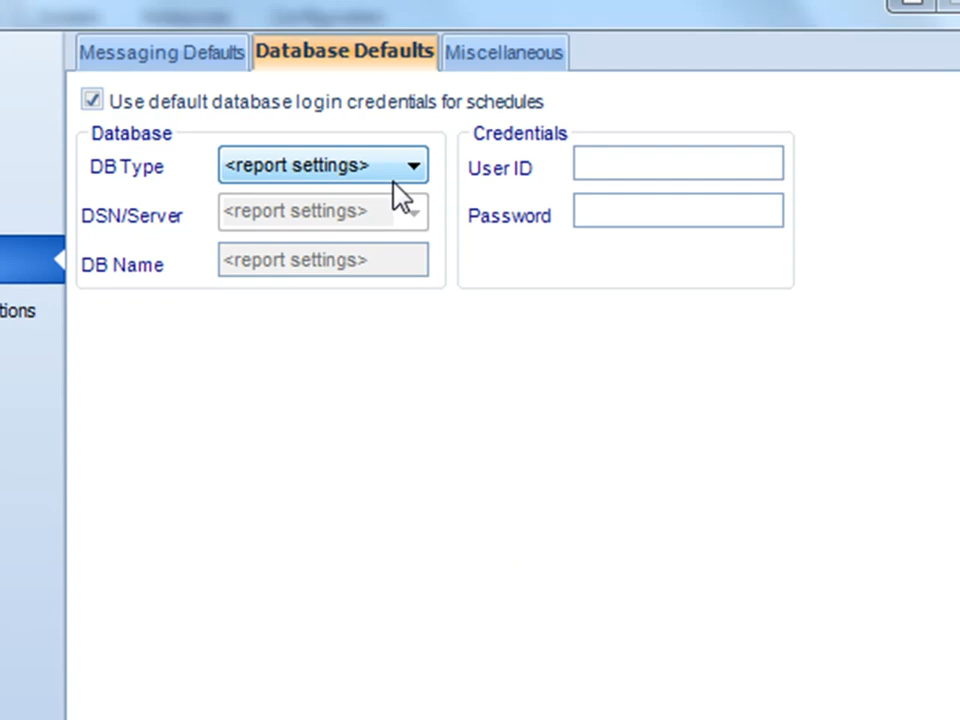 Messaging Defaults Database Defaults Miscellaneous
Use default database login credentials for schedules
Database Credentials
DB Type <report settings> User ID
DSN/Server <report settings> Password
DB Name <report settings>
tions